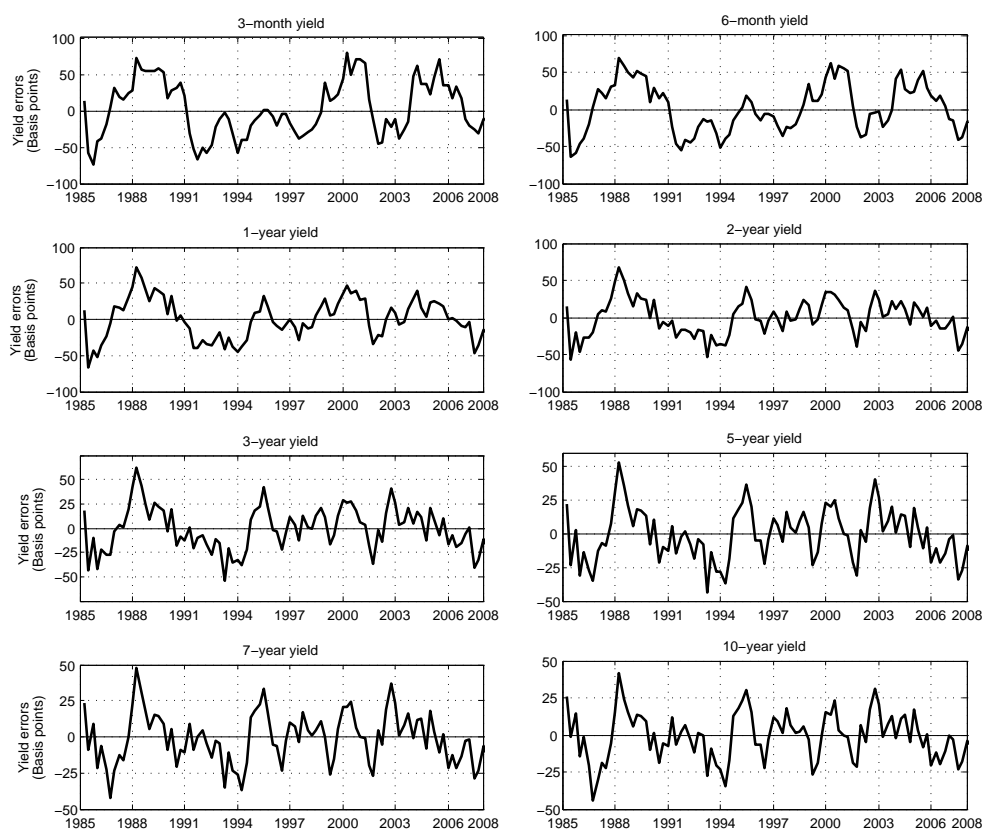 3−month yield
Yield errors
(Basis points)
100
50
0
−50
−100
1985 1988 1991 1994 1997 2000 2003 2006 2008
6−month yield
100
50
0
−50
−100
1985 1988 1991 1994 1997 2000 2003 2006 2008
1−year yield
Yield errors
(Basis points)
100
50
0
−50
−100
1985 1988 1991 1994 1997 2000 2003 2006 2008
2−year yield
100
50
0
−50
−100
1985 1988 1991 1994 1997 2000 2003 2006 2008
3−year yield
Yield errors
(Basis points)
50
25
0
−25
−50
1985 1988 1991 1994 1997 2000 2003 2006 2008
5−year yield
50
25
0
−25
−50
1985 1988 1991 1994 1997 2000 2003 2006 2008
7−year yield
Yield errors
(Basis points)
50
25
0
−25
−50
1985 1988 1991 1994 1997 2000 2003 2006 2008
10−year yield
50
25
0
−25
−50
1985 1988 1991 1994 1997 2000 2003 2006 2008